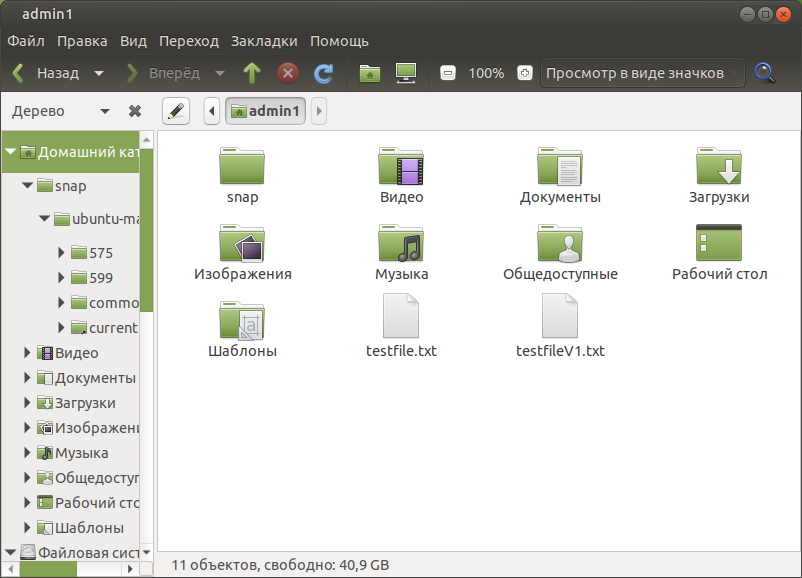 admin1
Файл Правка Вид Переход Закладки Помощь
Назад Вперёд 100% Просмотр в виде значков
Дерево admin1
Домашний кат
snap
ubuntu-ma
575
599
commo
current
Видео
Документы
Загрузки
Изображени
Музыка
Общедоступ
Рабочий сто
Шаблоны
Файловая сист
snap Видео Документы Загрузки
Изображения Музыка Общедоступные Рабочий стол
Шаблоны testfile.txt testfileV1.txt
11 объектов, свободно: 40,9 GB